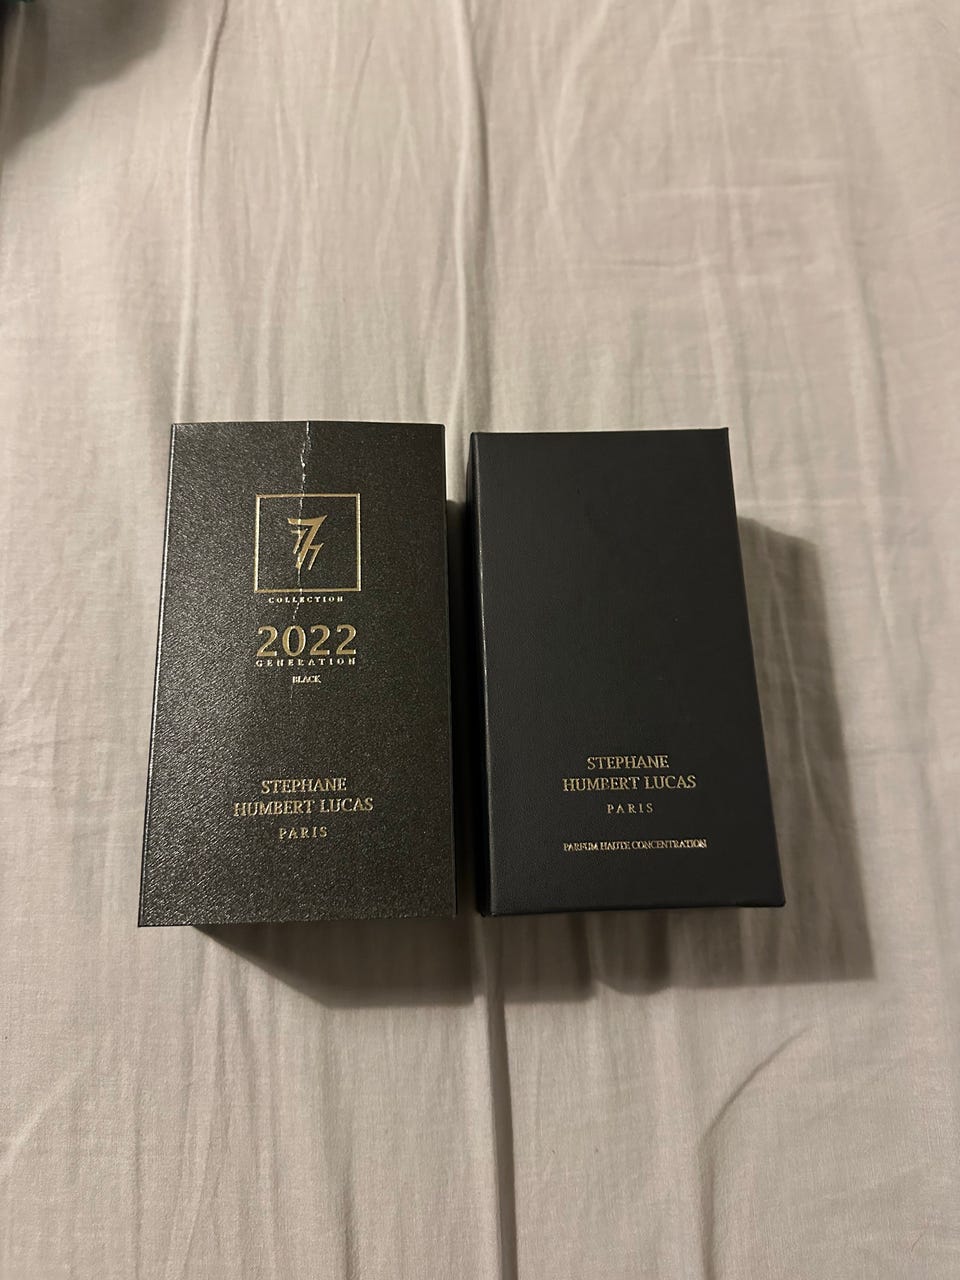 777
COLLECTION
2022
GENERATION
BLACK
STEPHANE
HUMBERT LUCAS
PARIS
STEPHANE
HUMBERT LUCAS
PARIS
PARFUM HAUTE CONCENTRATION